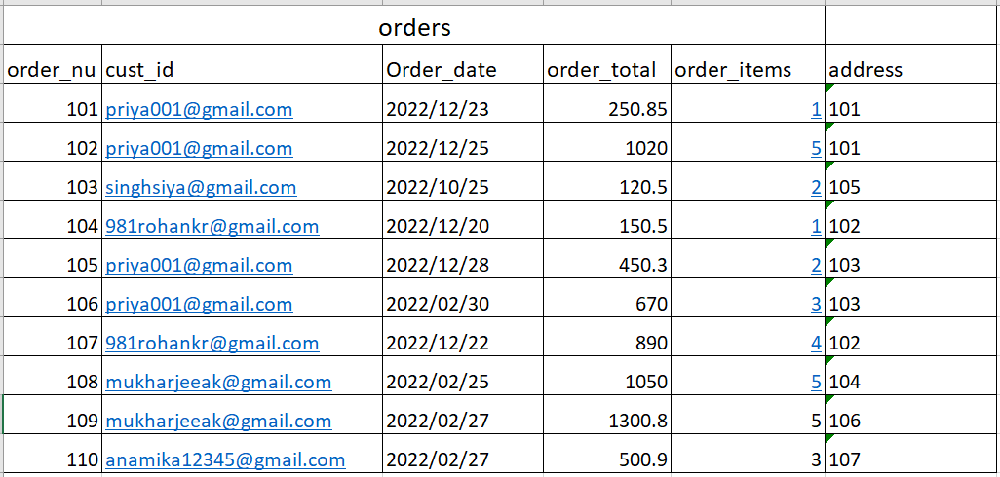 orders
order_nu cust_id Order_date order_total order_items address
101 priya001@gmail.com 2022/12/23 250.85 1 101
102 priya001@gmail.com 2022/12/25 1020 5 101
103 singhsiya@gmail.com 2022/10/25 120.5 2 105
104 981rohankr@gmail.com 2022/12/20 150.5 1 102
105 priya001@gmail.com 2022/12/28 450.3 2 103
106 priya001@gmail.com 2022/02/30 670 3 103
107 981rohankr@gmail.com 2022/12/22 890 4 102
108 mukharjeeak@gmail.com 2022/02/25 1050 5 104
109 mukharjeeak@gmail.com 2022/02/27 1300.8 5 106
110 anamika12345@gmail.com 2022/02/27 500.9 3 107